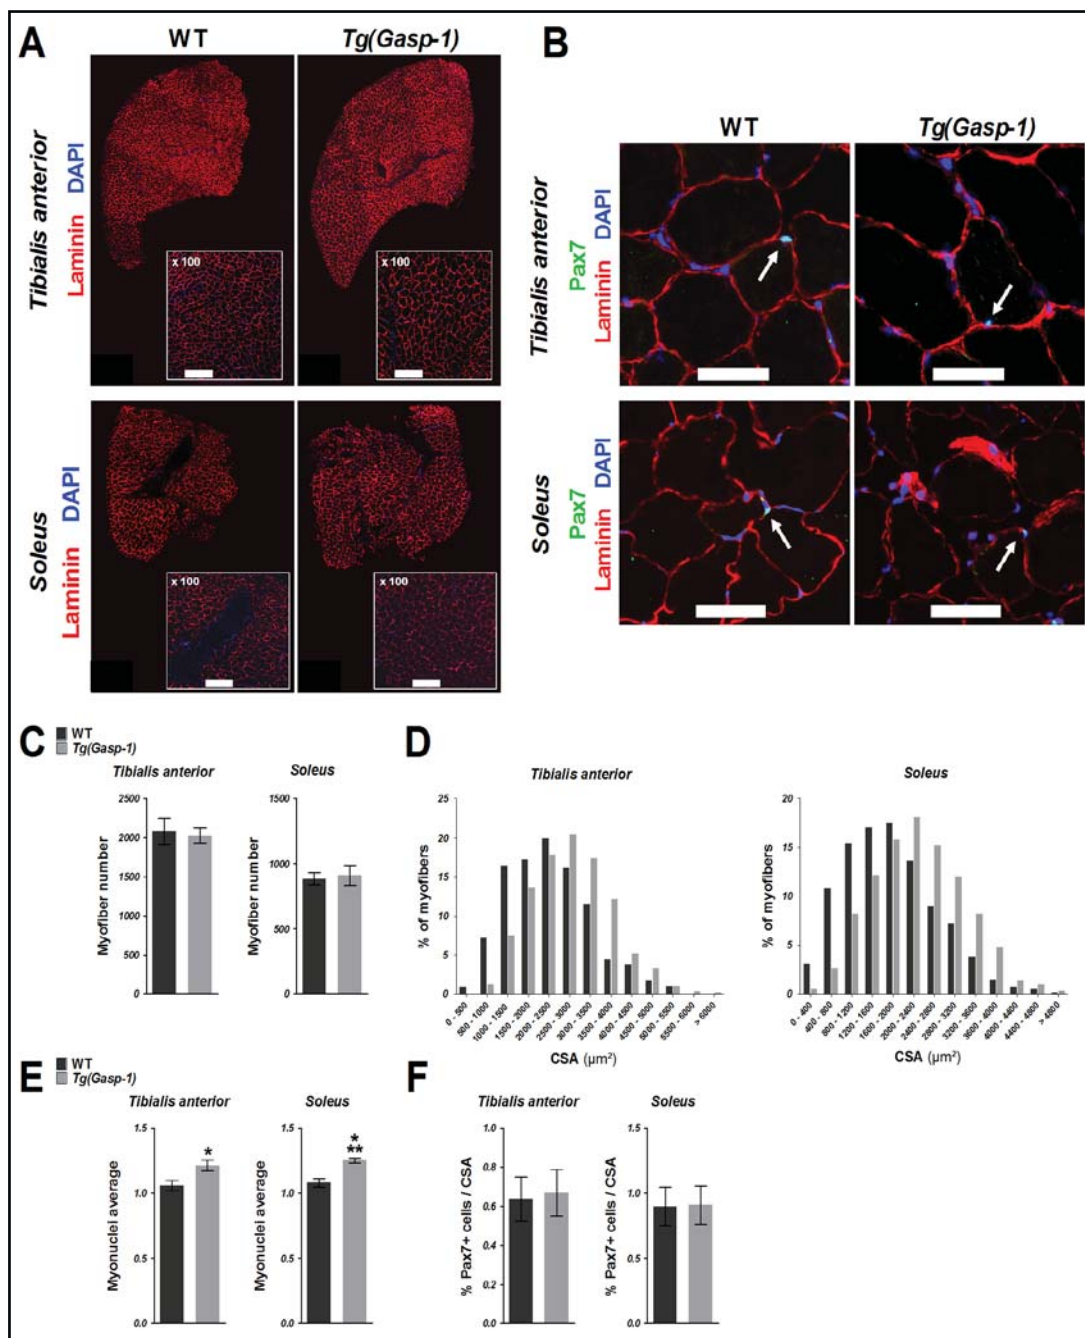 A
WT
Tg(Gasp-1)
Tibialis anterior
Laminin DAPI
x 100
x 100
Soleus
Laminin DAPI
x 100
x 100
B
WT
Tg(Gasp-1)
Tibialis anterior
Pax7
Laminin DAPI
Soleus
Pax7
Laminin DAPI
C
WT
Tg(Gasp-1)
Tibialis anterior
Myofiber number
2500
2000
1500
1000
500
0
Soleus
Myofiber number
1500
1000
500
0
D
Tibialis anterior
% of myofibers
25
20
15
10
5
0
0 - 500
500 - 1000
1000 - 1500
1500 - 2000
2000 - 2500
2500 - 3000
3000 - 3500
3500 - 4000
4000 - 4500
4500 - 5000
5000 - 5500
5500 - 6000
> 6000
CSA (µm²)
Soleus
% of myofibers
20
15
10
5
0
0 - 400
400 - 800
800 - 1200
1200 - 1600
1600 - 2000
2000 - 2400
2400 - 2800
2800 - 3200
3200 - 3600
3600 - 4000
4000 - 4400
4400 - 4800
> 4800
CSA (µm²)
E
WT
Tg(Gasp-1)
Tibialis anterior
Myonuclei average
1.5
1.0
0.5
0.0
*
Soleus
Myonuclei average
1.5
1.0
0.5
0.0
*
**
F
Tibialis anterior
% Pax7+ cells / CSA
1.0
0.8
0.6
0.4
0.2
0.0
Soleus
% Pax7+ cells / CSA
1.5
1.0
0.5
0.0